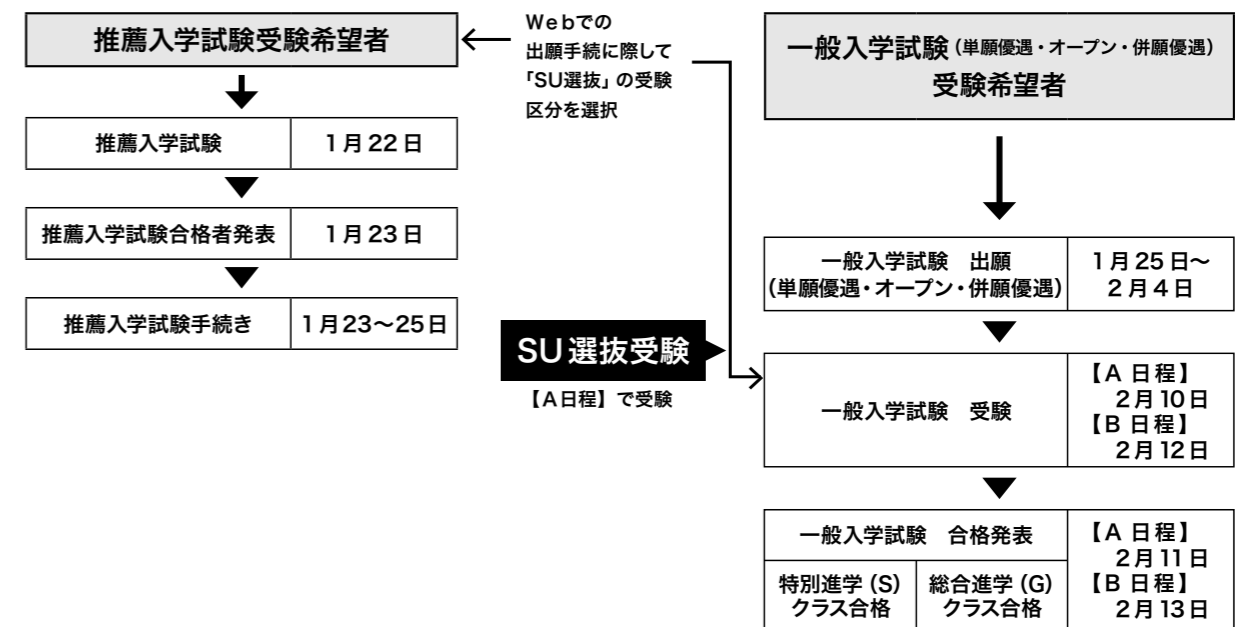 推薦入学試験受験希望者
推薦入学試験
1月22日
推薦入学試験合格者発表
1月23日
推薦入学試験手続き
1月23〜25日
Webでの
出願手続に際して
「SU選抜」の受験
区分を選択
SU選抜受験
【A日程】で受験
一般入学試験(単願優遇・オープン・併願優遇)
受験希望者
一般入学試験 出願
(単願優遇・オープン・併願優遇)
1月25日〜
2月4日
一般入学試験 受験
【A日程】
2月10日
【B日程】
2月12日
一般入学試験 合格発表
特別進学(S)
クラス合格
総合進学(G)
クラス合格
【A日程】
2月11日
【B日程】
2月13日